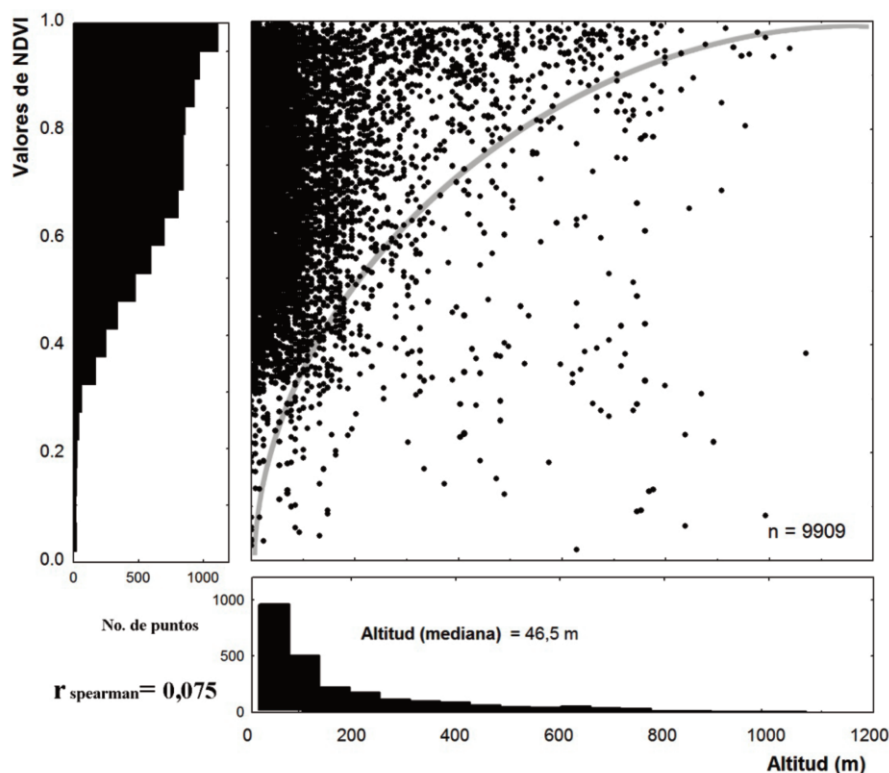 Valores de NDVI
1.0
0.8
0.6
0.4
0.2
0.0
0 500 1000
No. de puntos
n = 9909
r spearman= 0,075
1000
500
0
Altitud (mediana) = 46,5 m
0 200 400 600 800 1000 1200
Altitud (m)